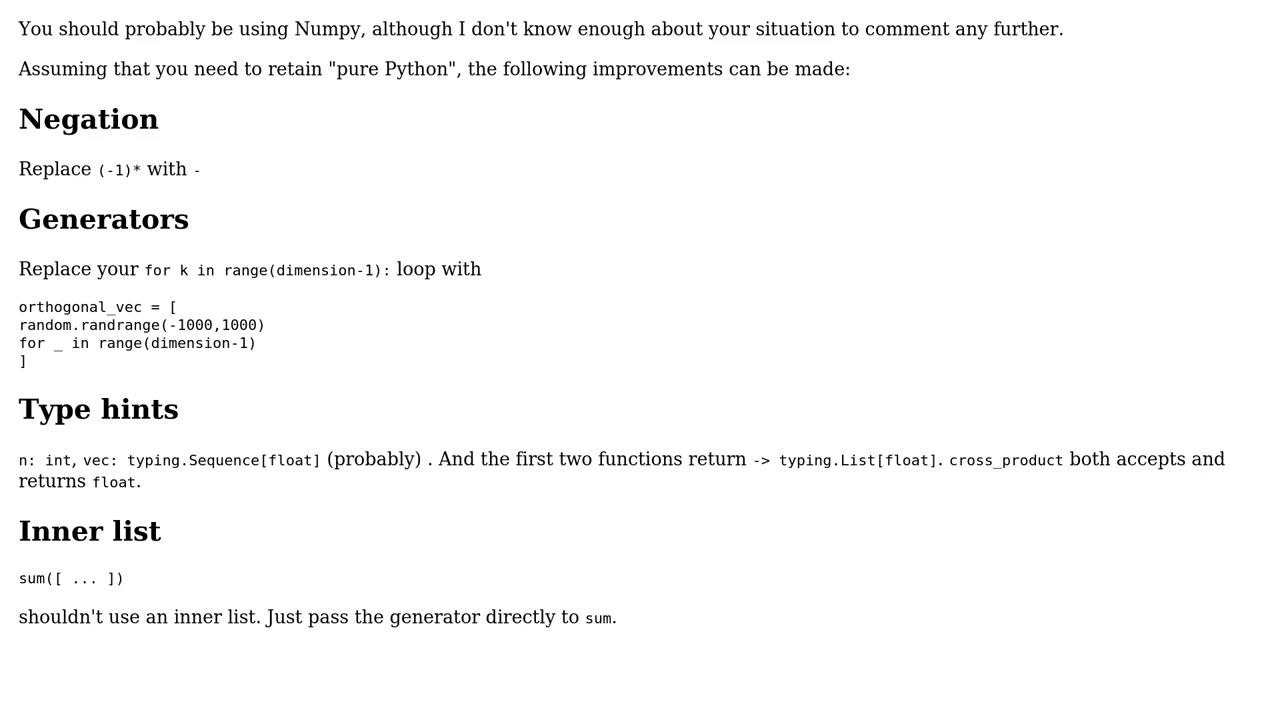 You should probably be using Numpy, although I don't know enough about your situation to comment any further.
Assuming that you need to retain "pure Python", the following improvements can be made:
Negation
Replace (-1)* with -
Generators
Replace your for k in range(dimension-1): loop with
orthogonal_vec = [
random.randrange(-1000,1000)
for _ in range(dimension-1)
]
Type hints
n: int, vec: typing.Sequence[float] (probably) . And the first two functions return -> typing.List[float]. cross_product both accepts and
returns float.
Inner list
sum([ ... ])
shouldn't use an inner list. Just pass the generator directly to sum.